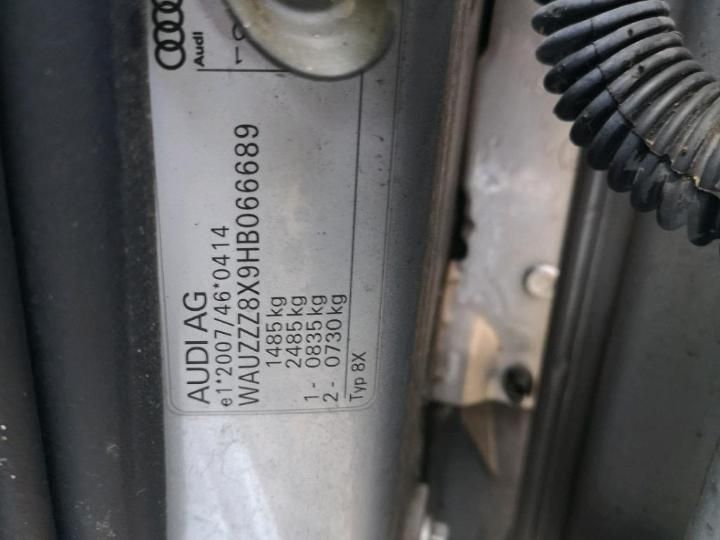 AUDI AG
e1*2007/46*0414
WAUZZZ8X9HB066689
1485kg
2485kg
1- 0835kg
2- 0730kg
Typ 8X
Audi